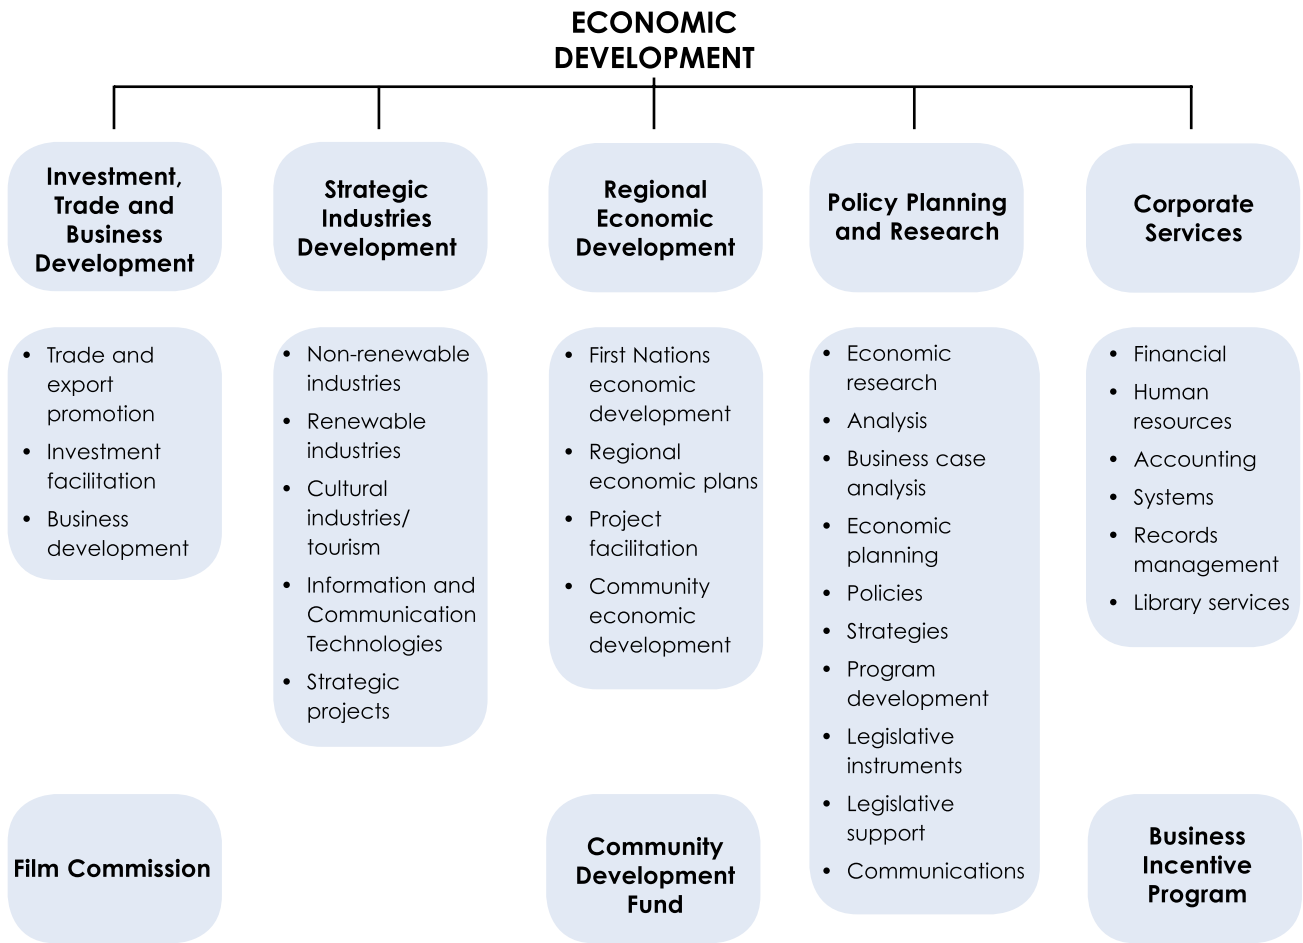 ECONOMIC
DEVELOPMENT
Investment,
Trade and
Business
Development
Strategic
Industries
Development
Regional
Economic
Development
Policy Planning
and Research
Corporate
Services
• Trade and
export
promotion
• Investment
facilitation
• Business
development
• Non-renewable
industries
• Renewable
industries
• Cultural
industries/
tourism
• Information and
Communication
Technologies
• Strategic
projects
• First Nations
economic
development
• Regional
economic plans
• Project
facilitation
• Community
economic
development
• Economic
research
• Analysis
• Business case
analysis
• Economic
planning
• Policies
• Strategies
• Program
development
• Legislative
instruments
• Legislative
support
• Communications
• Financial
• Human
resources
• Accounting
• Systems
• Records
management
• Library services
Film Commission
Community
Development
Fund
Business
Incentive
Program